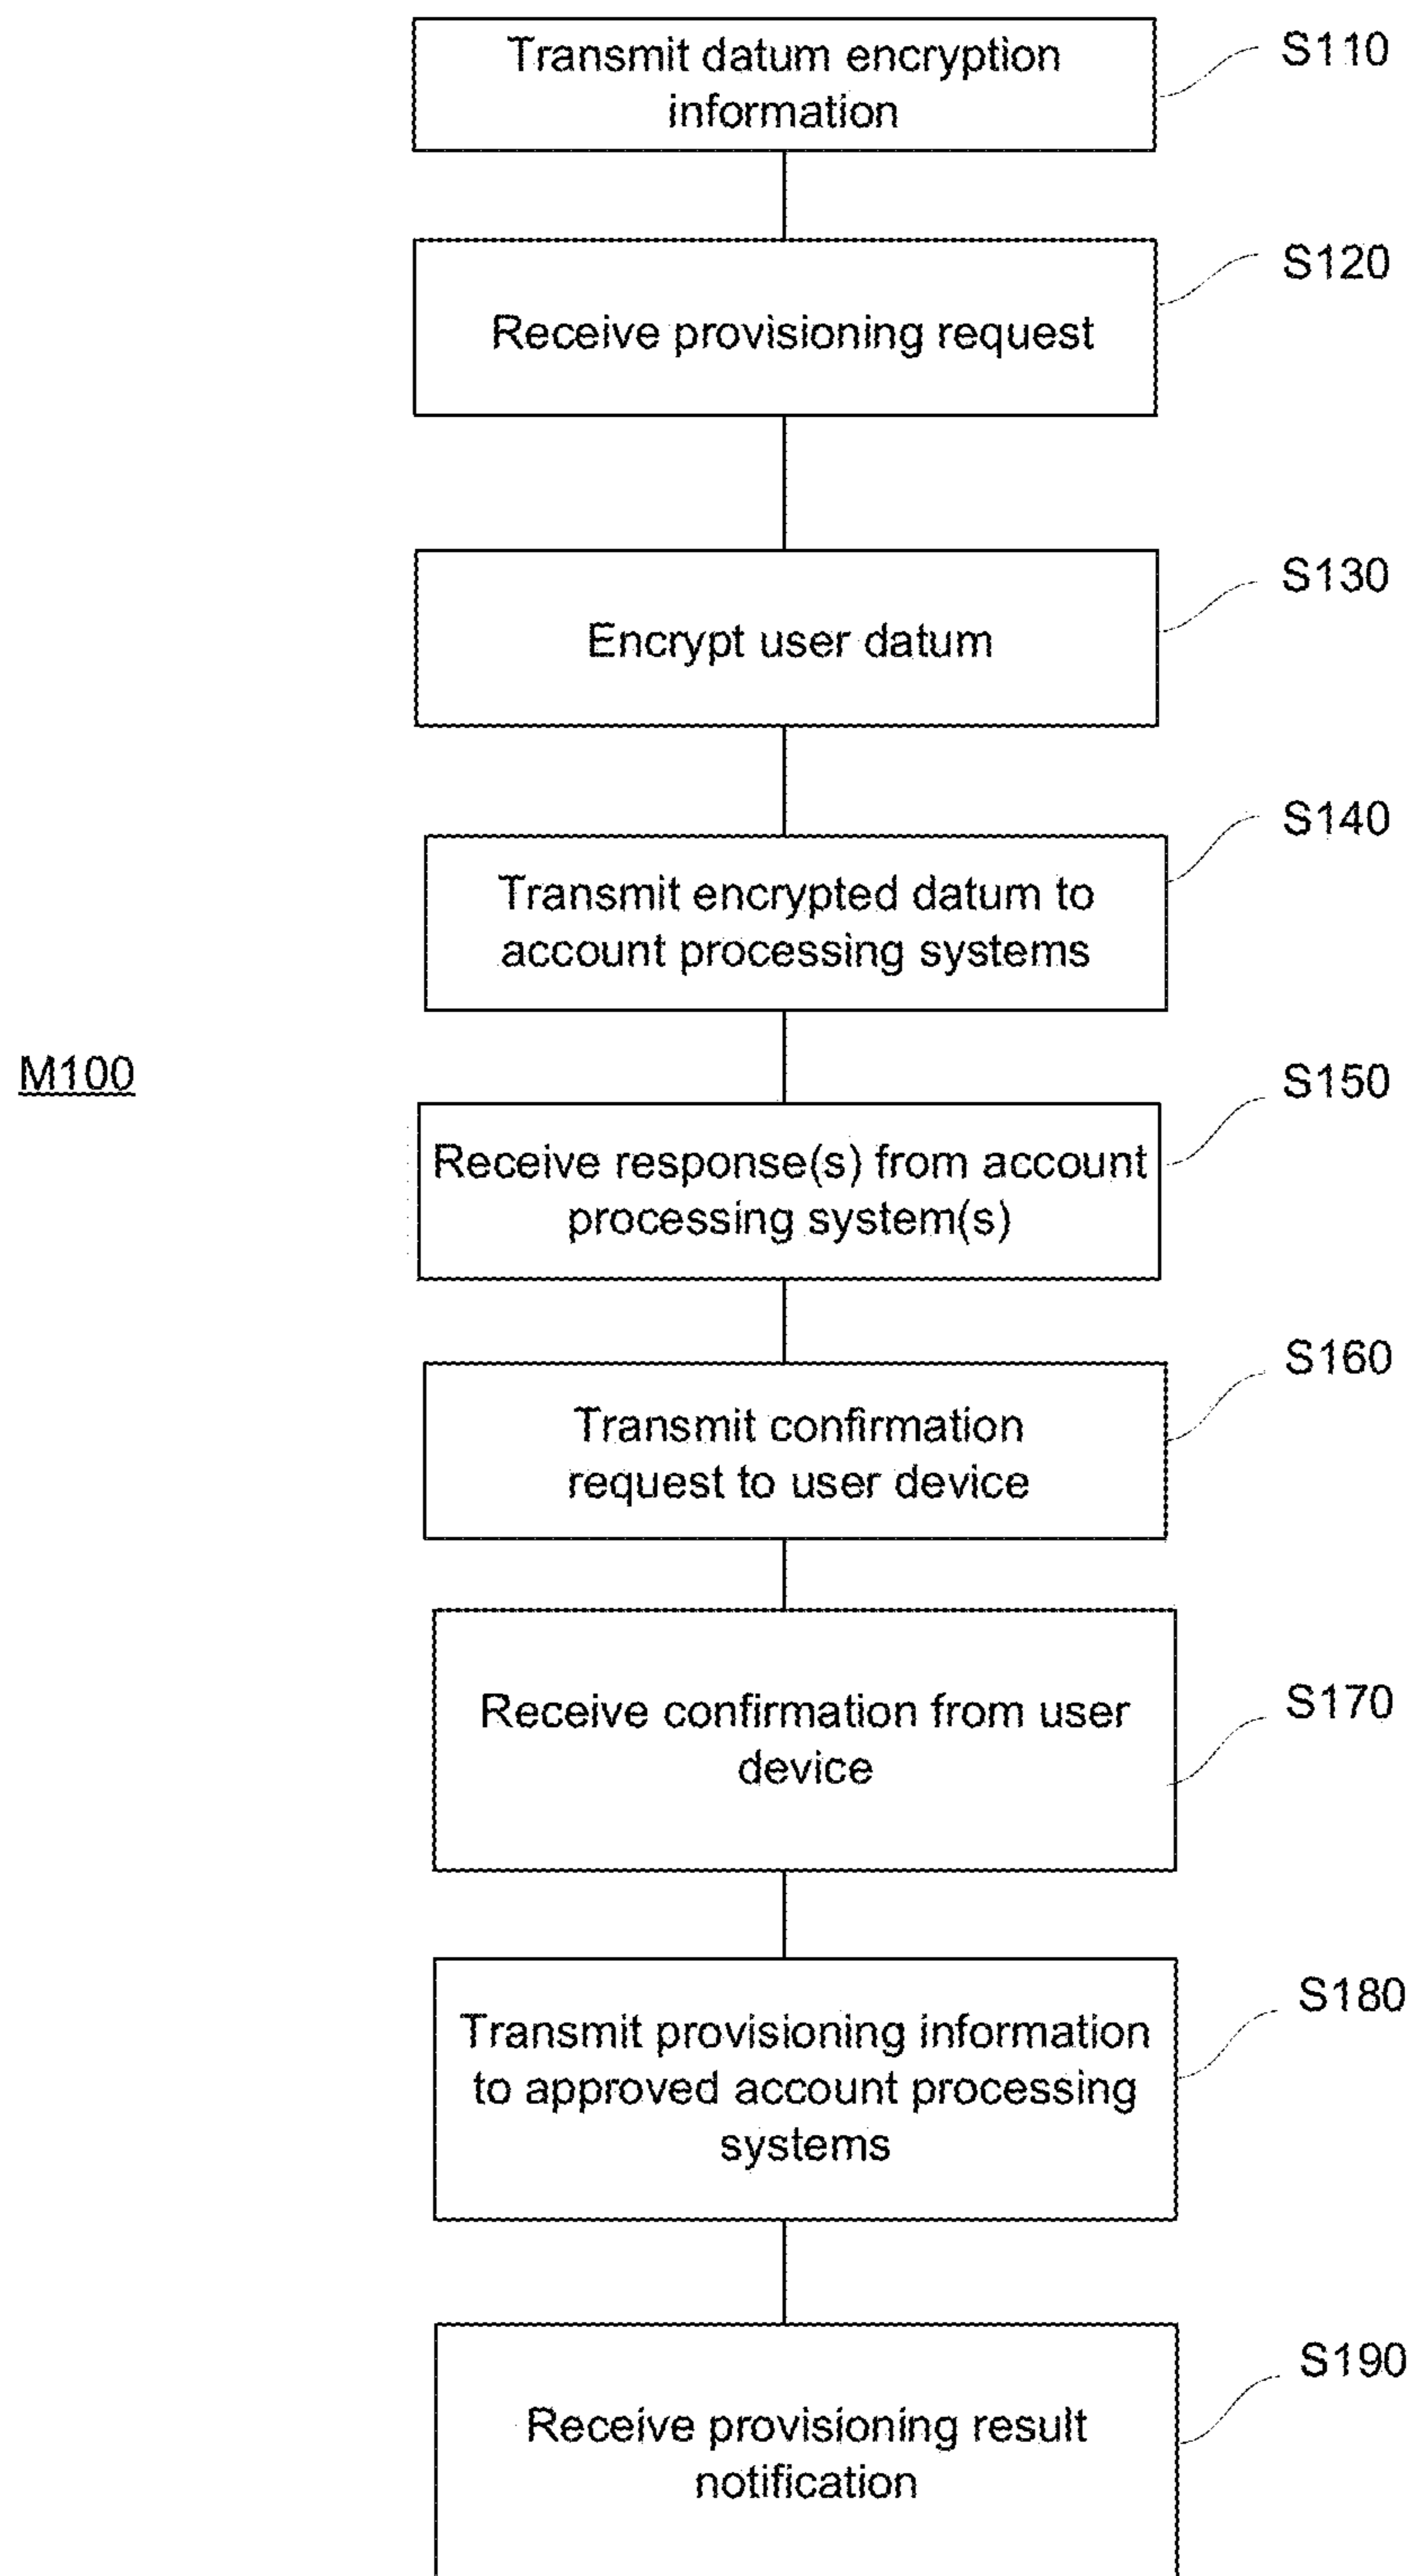 Transmit datum encryption
information
S110
Receive provisioning request
S120
Encrypt user datum
S130
Transmit encrypted datum to
account processing systems
S140
M100
Receive response(s) from account
processing system(s)
S150
Transmit confirmation
request to user device
S160
Receive confirmation from user
device
S170
Transmit provisioning information
to approved account processing
systems
S180
Receive provisioning result
notification
S190